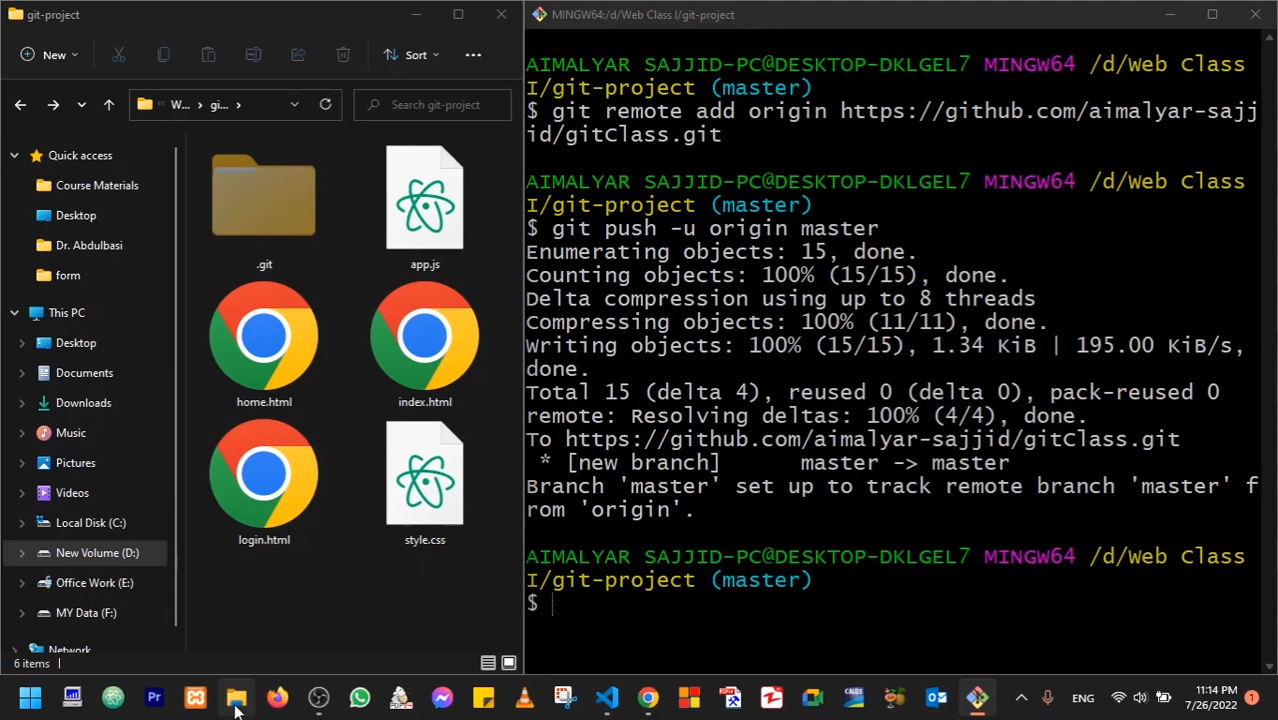 git-project
New
Sort
W...
gi...
Search git-project
Quick access
Course Materials
Desktop
Dr. Abdulbasi
form
This PC
Desktop
Documents
Downloads
Music
Pictures
Videos
Local Disk (C:)
New Volume (D:)
Office Work (E:)
MY Data (F:)
Network
.git
app.js
home.html
index.html
login.html
style.css
6 items
MINGW64:/d/Web Class I/git-project
AIMALYAR SAJJID-PC@DESKTOP-DKLGEL7 MINGW64 /d/Web Class
I/git-project (master)
$ git remote add origin https://github.com/aimalyar-sajj
id/gitClass.git
AIMALYAR SAJJID-PC@DESKTOP-DKLGEL7 MINGW64 /d/Web Class
I/git-project (master)
$ git push -u origin master
Enumerating objects: 15, done.
Counting objects: 100% (15/15), done.
Delta compression using up to 8 threads
Compressing objects: 100% (11/11), done.
Writing objects: 100% (15/15), 1.34 KiB | 195.00 KiB/s,
done.
Total 15 (delta 4), reused 0 (delta 0), pack-reused 0
remote: Resolving deltas: 100% (4/4), done.
To https://github.com/aimalyar-sajjid/gitClass.git
* [new branch] master -> master
Branch 'master' set up to track remote branch 'master' f
rom 'origin'.
AIMALYAR SAJJID-PC@DESKTOP-DKLGEL7 MINGW64 /d/Web Class
I/git-project (master)
$
Pr
ENG
11:14 PM
7/26/2022
1